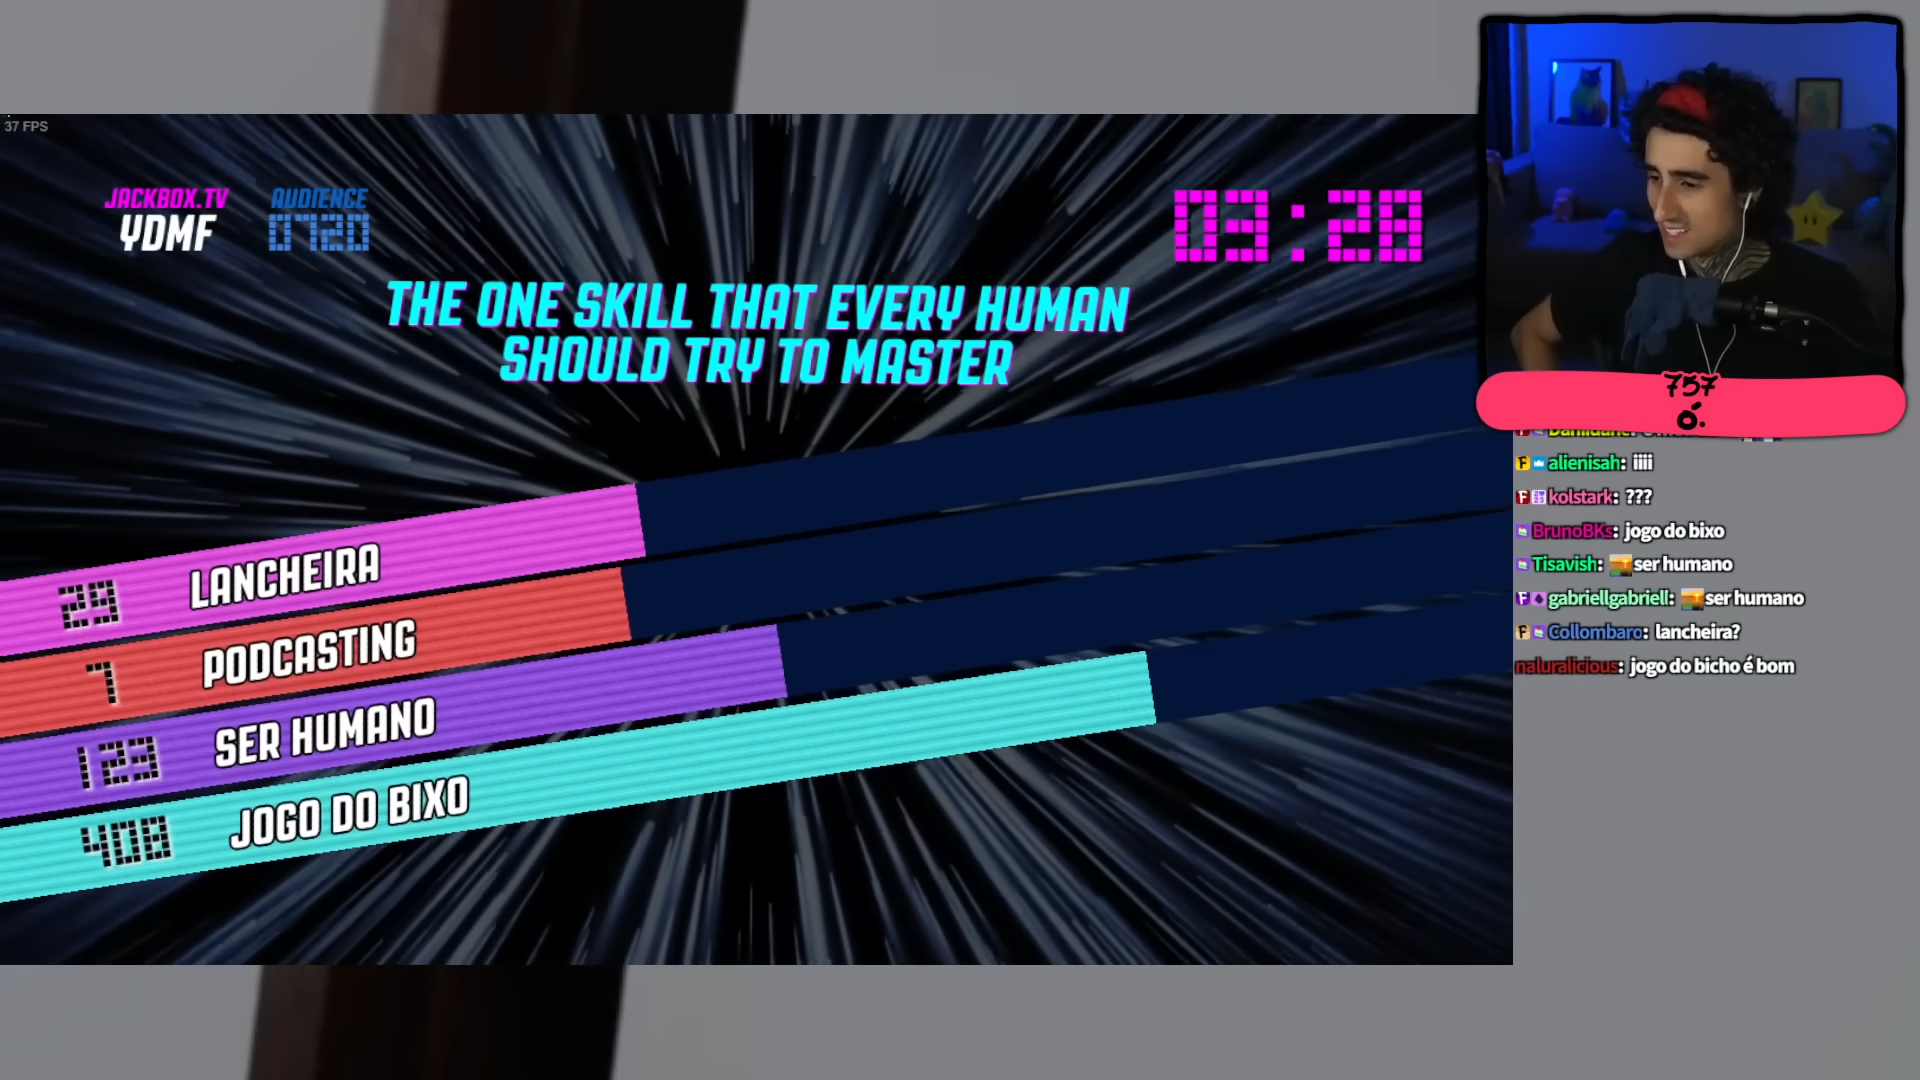 37 FPS
JACKBOX.TV
YDMF
AUDIENCE
0720
03:28
THE ONE SKILL THAT EVERY HUMAN
SHOULD TRY TO MASTER
29 LANCHEIRA
7 PODCASTING
123 SER HUMANO
408 JOGO DO BIXO
757
ó.
alienisah: iiii
kolstark: ???
BrunoBKs: jogo do bixo
Tisavish: ser humano
gabriellgabriell: ser humano
Collombaro: lancheira?
naluralicious: jogo do bicho é bom